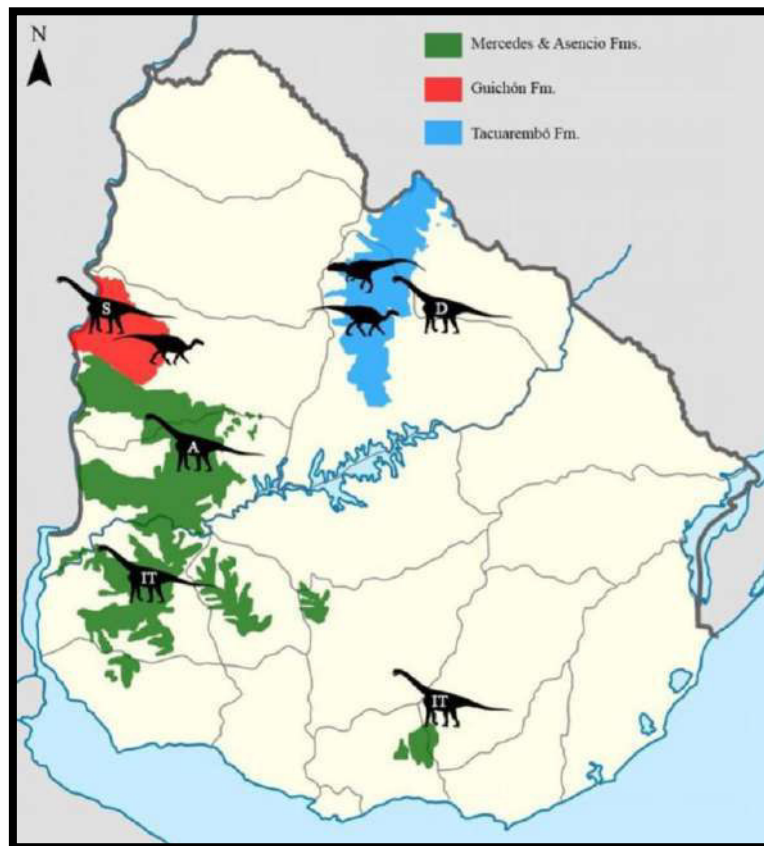 N
Mercedes & Asencio Fms.
Guichón Fm.
Tacuarembó Fm.
S
D
A
IT
IT